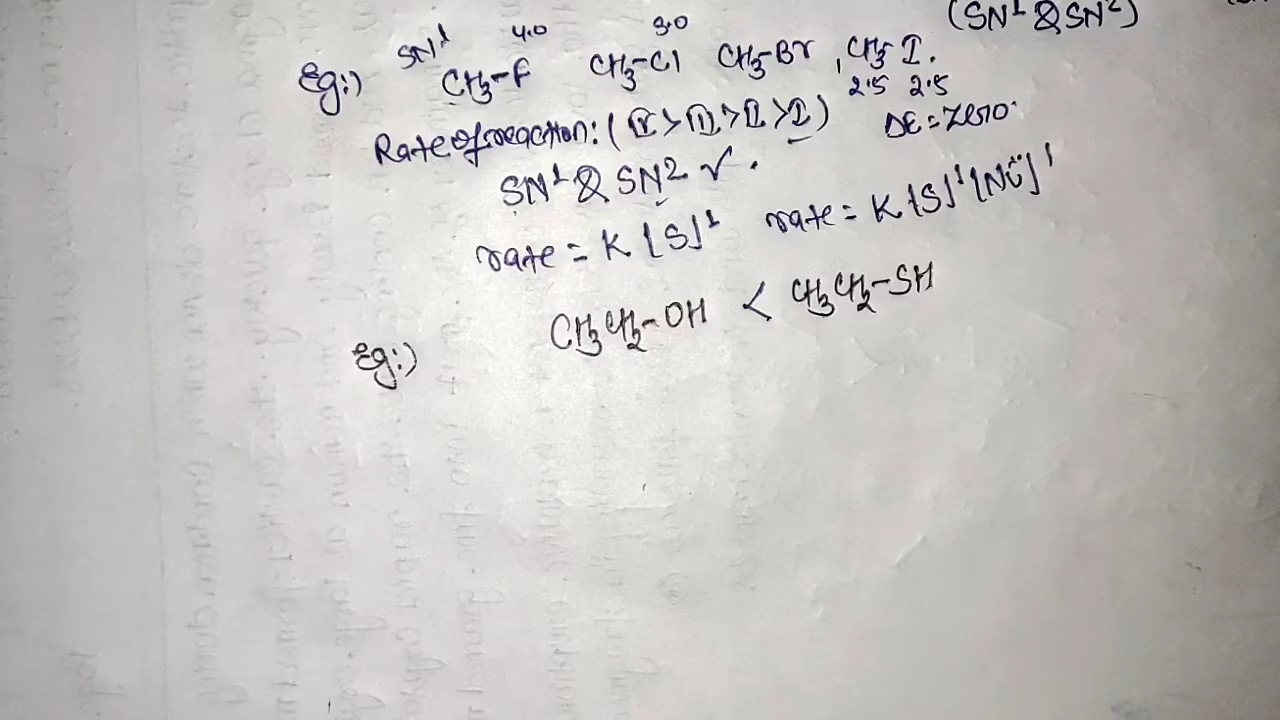 (SN¹ & SN²)
SN¹ 4.0 3.0
Eg:) CH₃-F CH₃-Cl CH₃-Br , CH₃ I.
2.5 2.5
Rate of reaction: ( IV > III > II > I ) ΔE = Zero.
SN¹ & SN² ✓.
rate = K [S]¹ rate = K [S]¹ [Nü]¹
Eg:) CH₃CH₂-OH < CH₃CH₂-SH